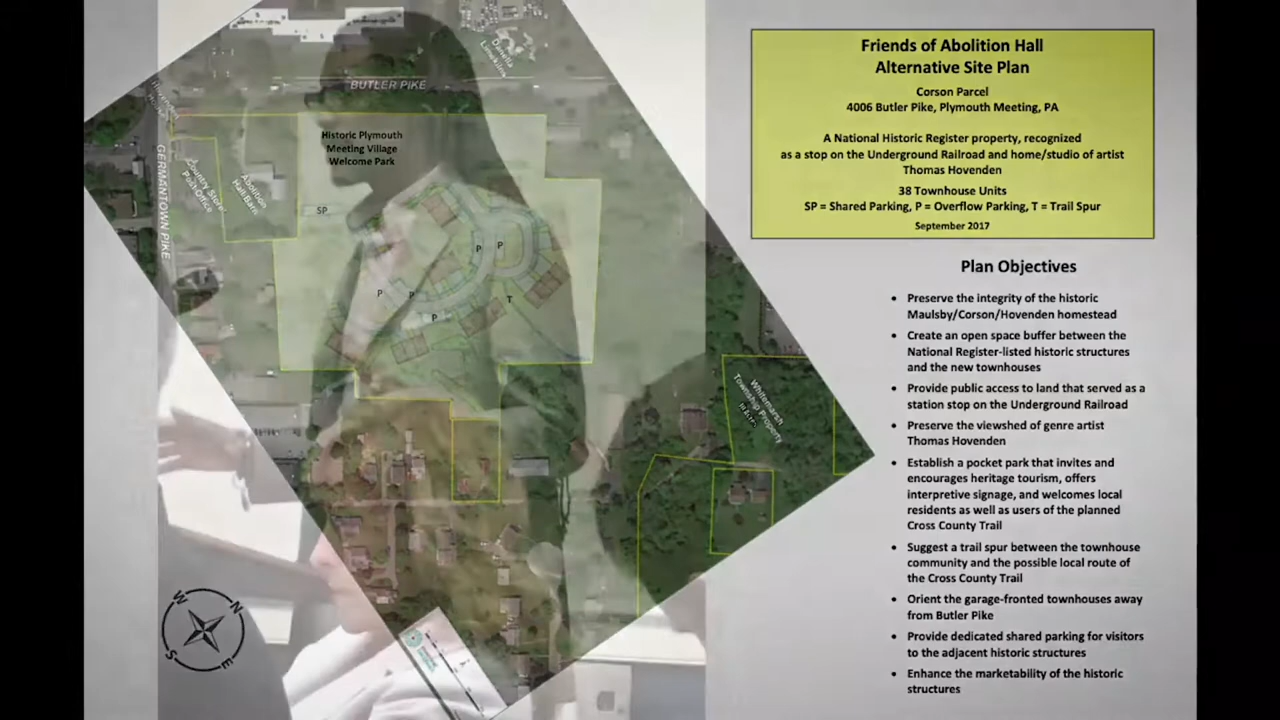 BUTLER PIKE
GERMANTOWN PIKE
Historic Plymouth
Meeting Village
Welcome Park
Country Store/
Post Office
Abolition
Hall/Barn
SP
P
P
P
P
P
T
Whitemarsh
Township Property
W
N
S
E
Friends of Abolition Hall
Alternative Site Plan
Corson Parcel
4006 Butler Pike, Plymouth Meeting, PA
A National Historic Register property, recognized
as a stop on the Underground Railroad and home/studio of artist
Thomas Hovenden
38 Townhouse Units
SP = Shared Parking, P = Overflow Parking, T = Trail Spur
September 2017
Plan Objectives
• Preserve the integrity of the historic
Maulsby/Corson/Hovenden homestead
• Create an open space buffer between the
National Register-listed historic structures
and the new townhouses
• Provide public access to land that served as a
station stop on the Underground Railroad
• Preserve the viewshed of genre artist
Thomas Hovenden
• Establish a pocket park that invites and
encourages heritage tourism, offers
interpretive signage, and welcomes local
residents as well as users of the planned
Cross County Trail
• Suggest a trail spur between the townhouse
community and the possible local route of
the Cross County Trail
• Orient the garage-fronted townhouses away
from Butler Pike
• Provide dedicated shared parking for visitors
to the adjacent historic structures
• Enhance the marketability of the historic
structures